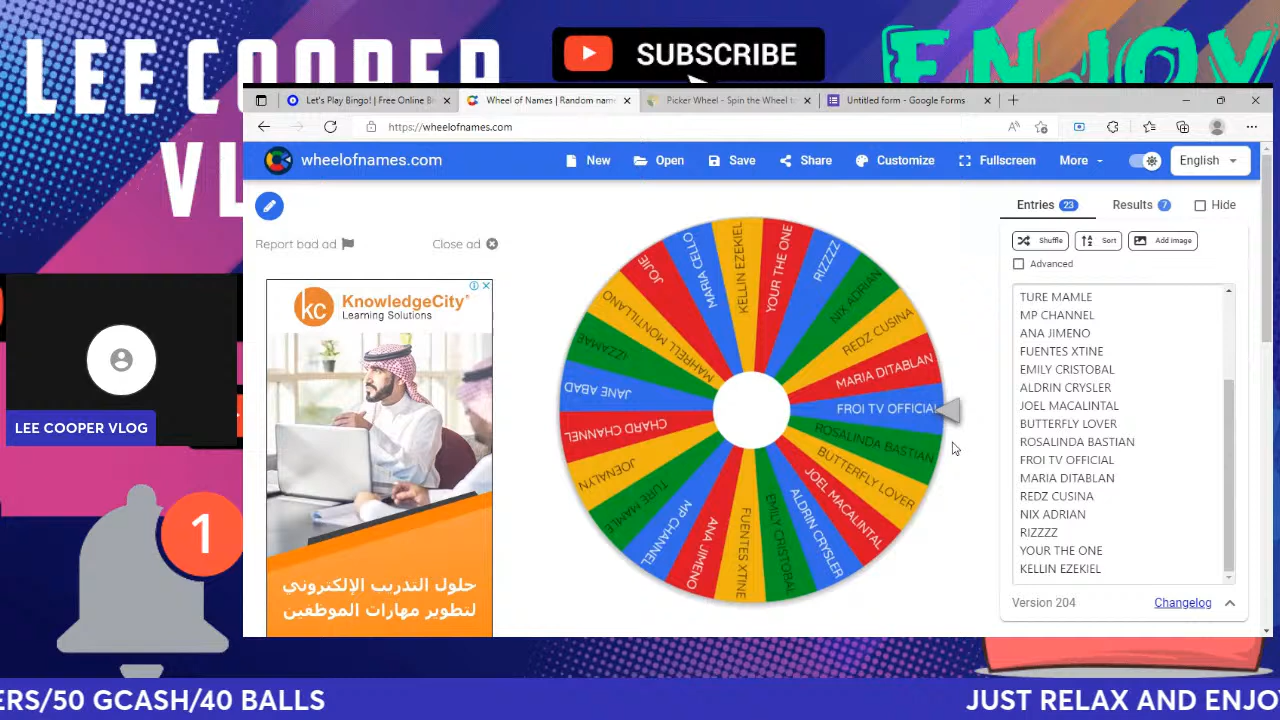 LEE COOPER
VL
SUBSCRIBE
ENJOY
Let's Play Bingo! | Free Online B
Wheel of Names | Random name
Picker Wheel - Spin the Wheel to
Untitled form - Google Forms
https://wheelofnames.com
wheelofnames.com
New
Open
Save
Share
Customize
Fullscreen
More
English
Report bad ad
Close ad
kc KnowledgeCity
Learning Solutions
حلول التدريب الإلكتروني
لتطوير مهارات الموظفين
YOUR THE ONE
RIZZZZ
NIX ADRIAN
REDZ CUSINA
MARIA DITABLAN
FROI TV OFFICIAL
ROSALINDA BASTIAN
BUTTERFLY LOVER
JOEL MACALINTAL
ALDRIN CRYSLER
EMILY CRISTOBAL
FUENTES XTINE
ANA JIMENO
MP CHANNEL
TURE MAMLE
JOENALYN
CHARD CHANNEL
JANE ABAD
IZZAMAE
MAHRRELL MONTILLANO
JOJIE
MARIA CELLO
KELLIN EZEKIEL
Entries 23
Results 7
Hide
Shuffle
Sort
Add image
Advanced
TURE MAMLE
MP CHANNEL
ANA JIMENO
FUENTES XTINE
EMILY CRISTOBAL
ALDRIN CRYSLER
JOEL MACALINTAL
BUTTERFLY LOVER
ROSALINDA BASTIAN
FROI TV OFFICIAL
MARIA DITABLAN
REDZ CUSINA
NIX ADRIAN
RIZZZZ
YOUR THE ONE
KELLIN EZEKIEL
Version 204
Changelog
LEE COOPER VLOG
1
ERS/50 GCASH/40 BALLS
JUST RELAX AND ENJO